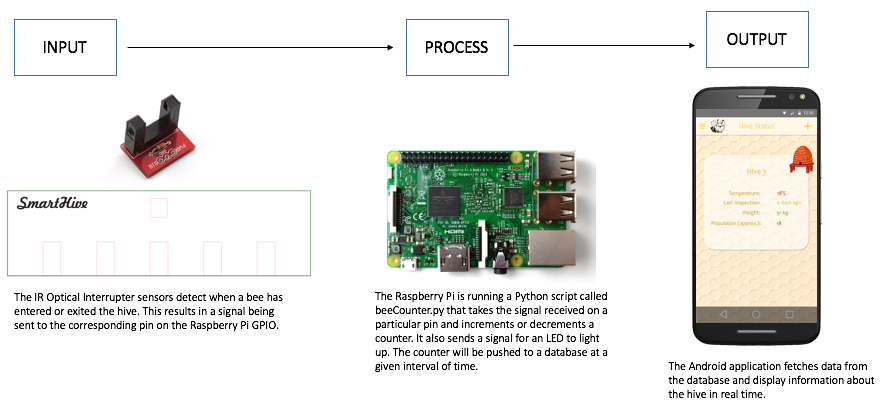 INPUT
PROCESS
OUTPUT
SmartHive
The IR Optical Interrupter sensors detect when a bee has
entered or exited the hive. This results in a signal being
sent to the corresponding pin on the Raspberry Pi GPIO.
HDMI
The Raspberry Pi is running a Python script called
beeCounter.py that takes the signal received on a
particular pin and increments or decrements a
counter. It also sends a signal for an LED to light
up. The counter will be pushed to a database at a
given interval of time.
Hive Status
Hive 3
Temperature:
Last Inspection: 2 days ago
Weight: 91 kg
Population (approx.): 18
The Android application fetches data from
the database and display information about
the hive in real time.